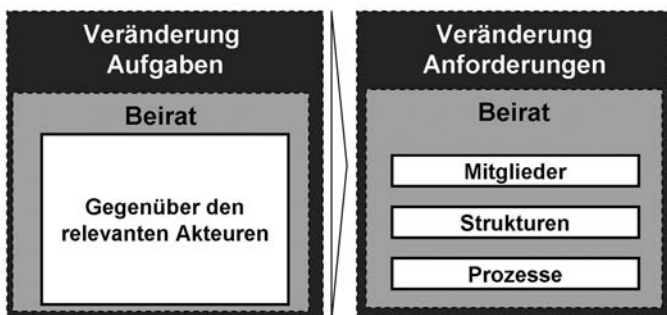 Veränderung
Aufgaben
Beirat
Gegenüber den
relevanten Akteuren
Veränderung
Anforderungen
Beirat
Mitglieder
Strukturen
Prozesse